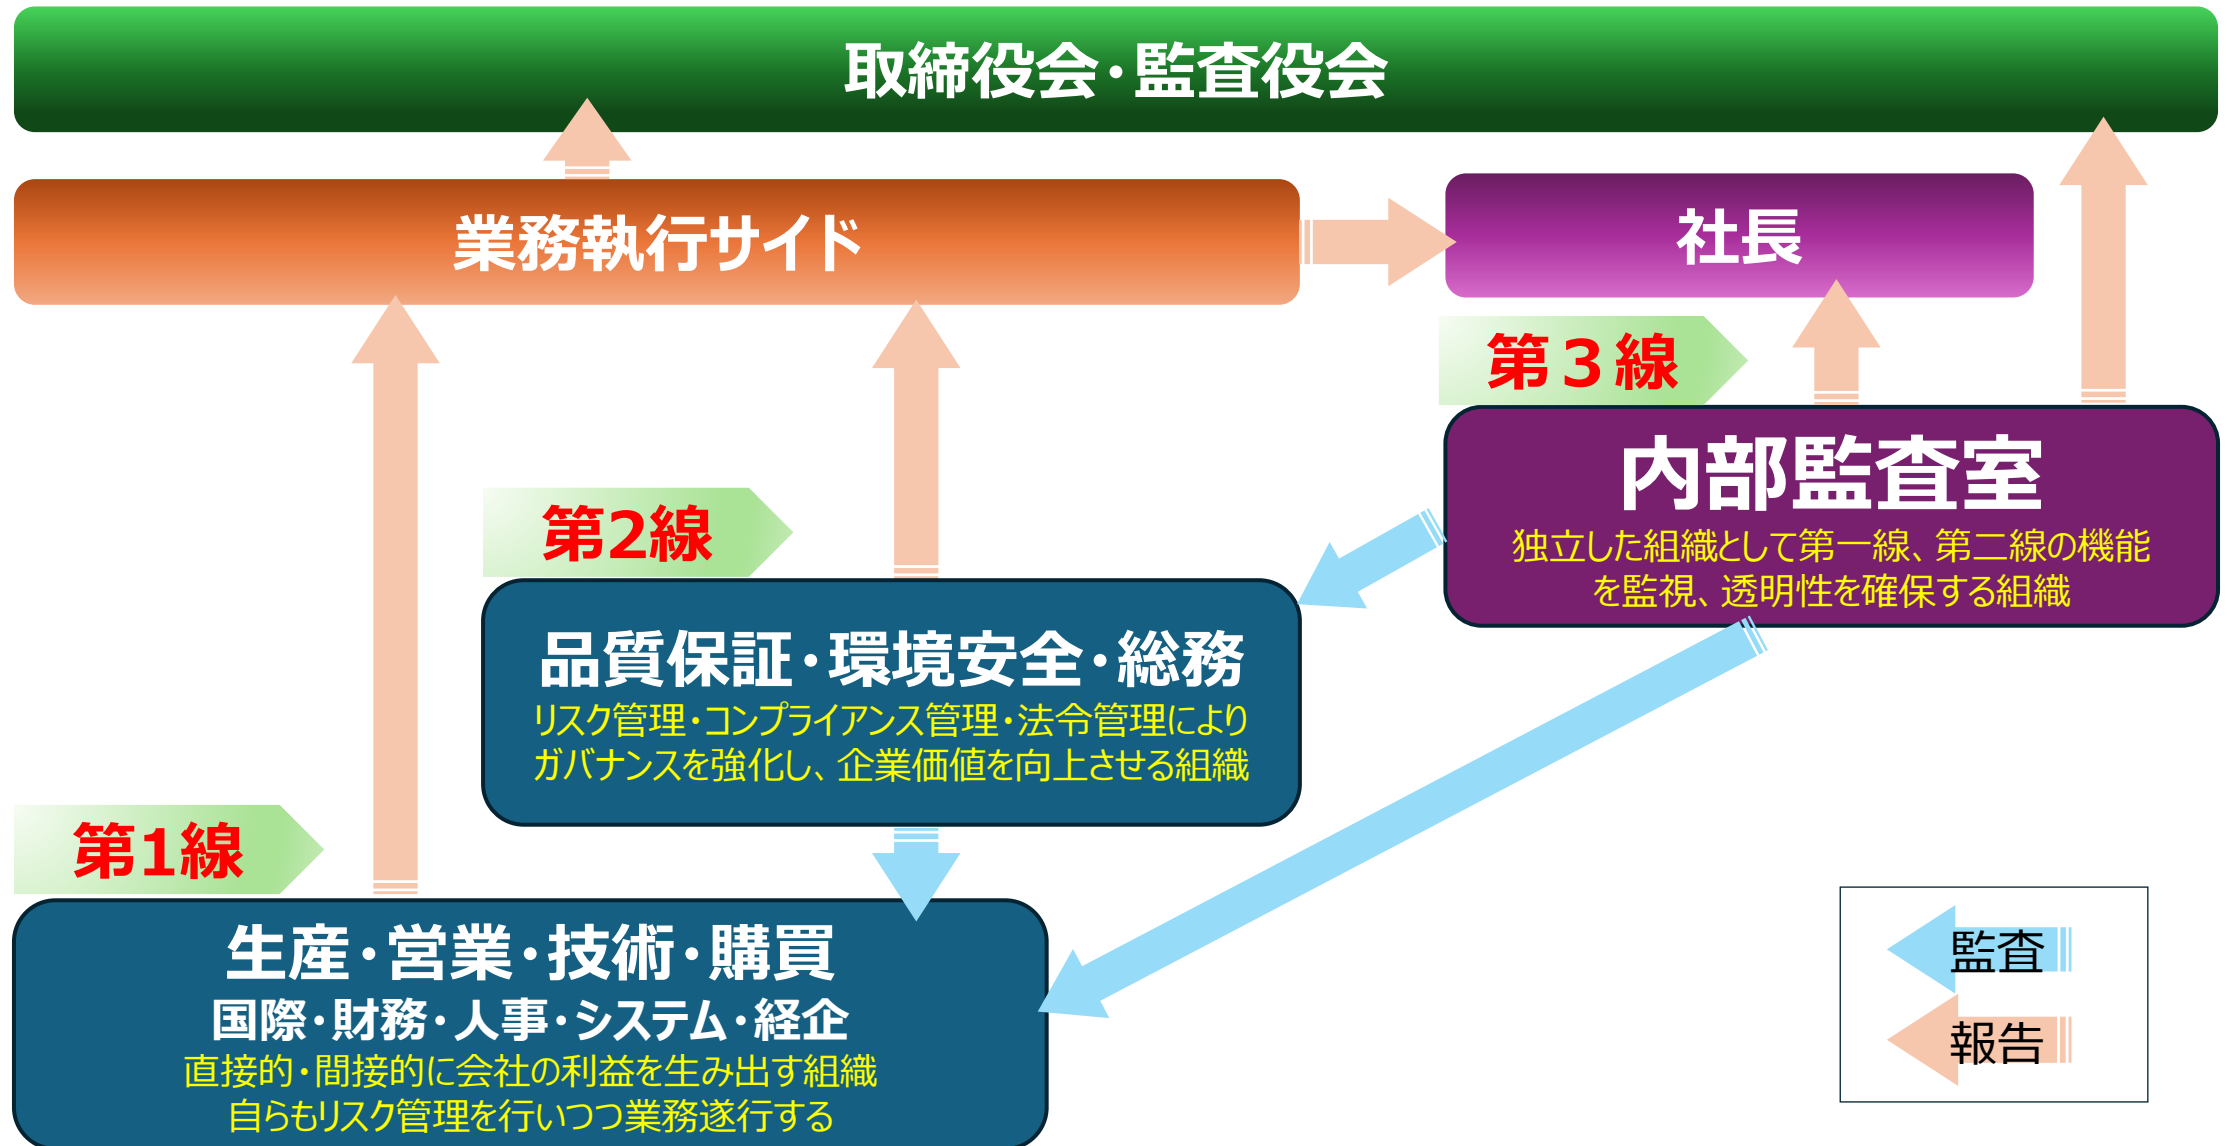 取締役会・監査役会
業務執行サイド
社長
第３線
内部監査室
独立した組織として第一線、第二線の機能
を監視、透明性を確保する組織
第2線
品質保証・環境安全・総務
リスク管理・コンプライアンス管理・法令管理により
ガバナンスを強化し、企業価値を向上させる組織
第1線
生産・営業・技術・購買
国際・財務・人事・システム・経企
直接的・間接的に会社の利益を生み出す組織
自らもリスク管理を行いつつ業務遂行する
監査
報告